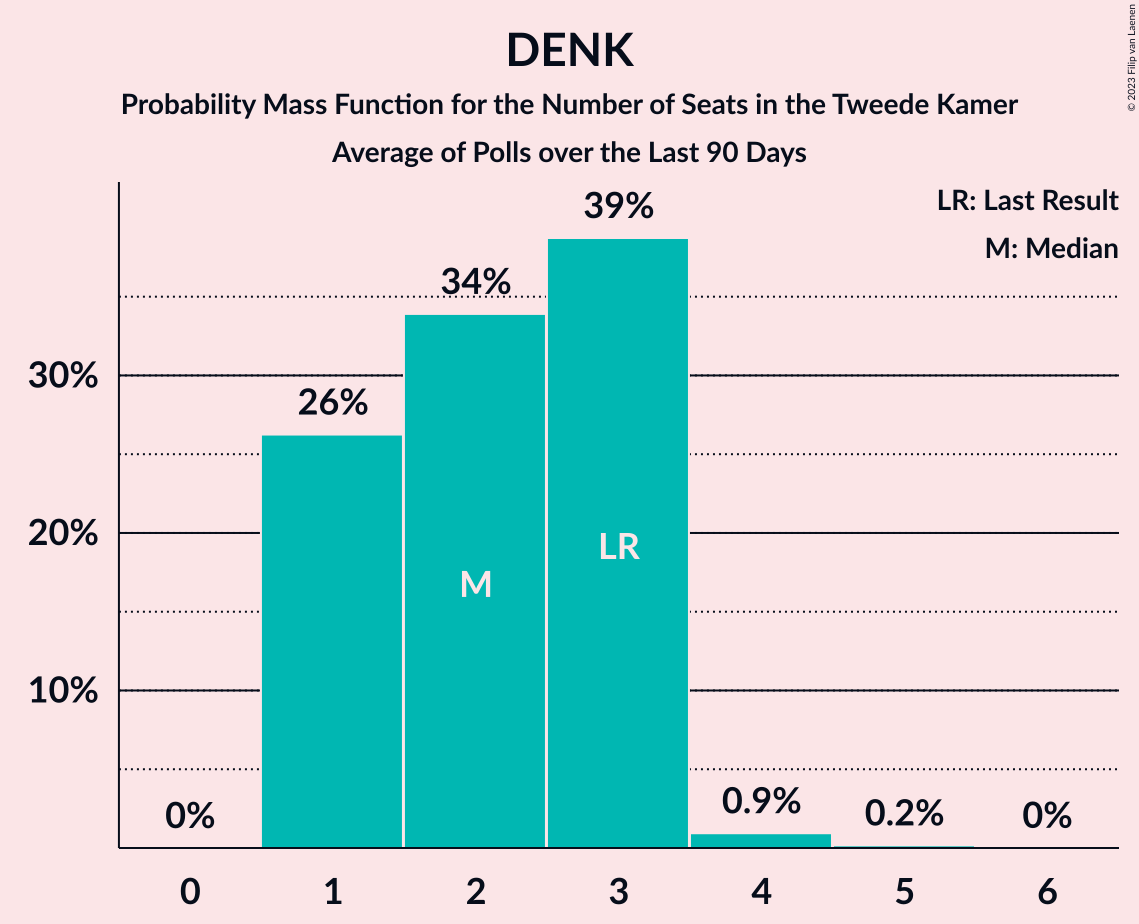 DENK
Probability Mass Function for the Number of Seats in the Tweede Kamer
Average of Polls over the Last 90 Days
© 2023 Filip van Laenen
LR: Last Result
M: Median
39%
34%
26%
30%
20%
10%
LR
M
0%
0.9%
0.2%
0%
0 1 2 3 4 5 6